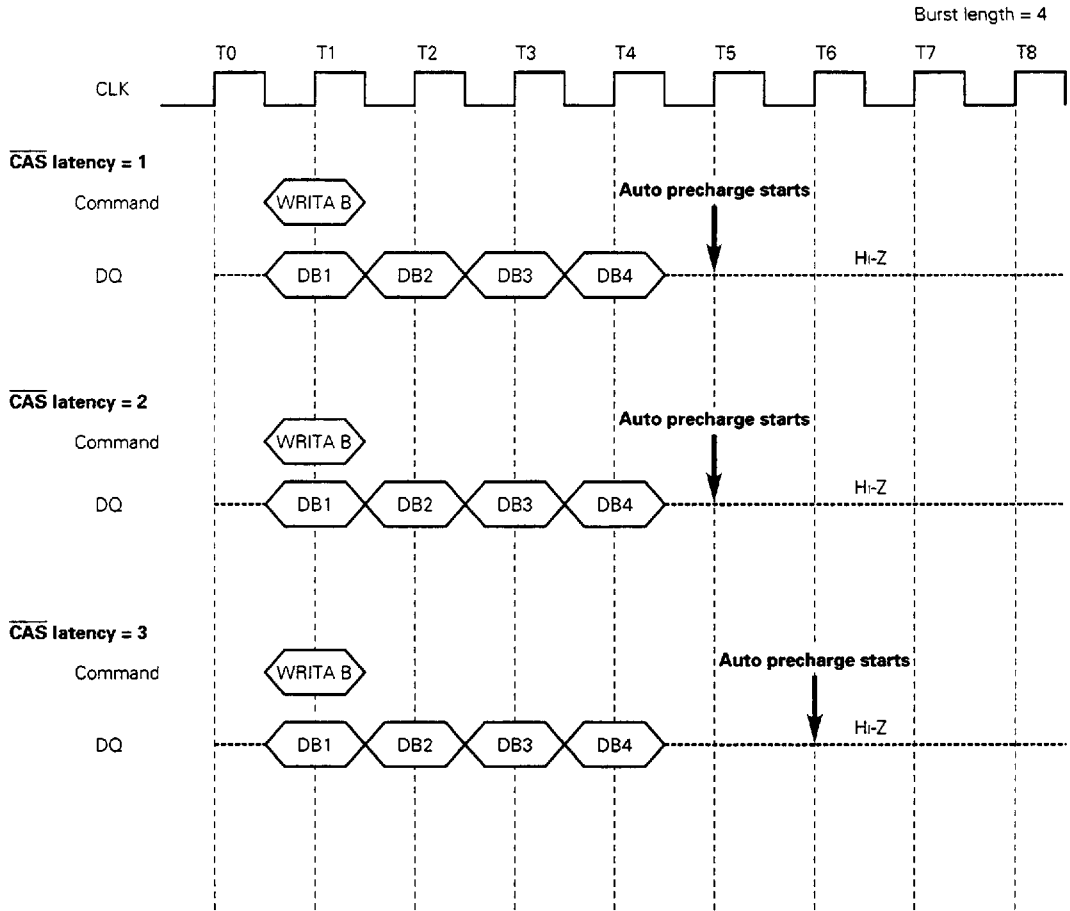 Burst length = 4
T0 T1 T2 T3 T4 T5 T6 T7 T8
CLK
CAS latency = 1
Command WRITA B Auto precharge starts
DQ DB1 DB2 DB3 DB4 Hi-Z
CAS latency = 2
Command WRITA B Auto precharge starts
DQ DB1 DB2 DB3 DB4 Hi-Z
CAS latency = 3
Command WRITA B Auto precharge starts
DQ DB1 DB2 DB3 DB4 Hi-Z